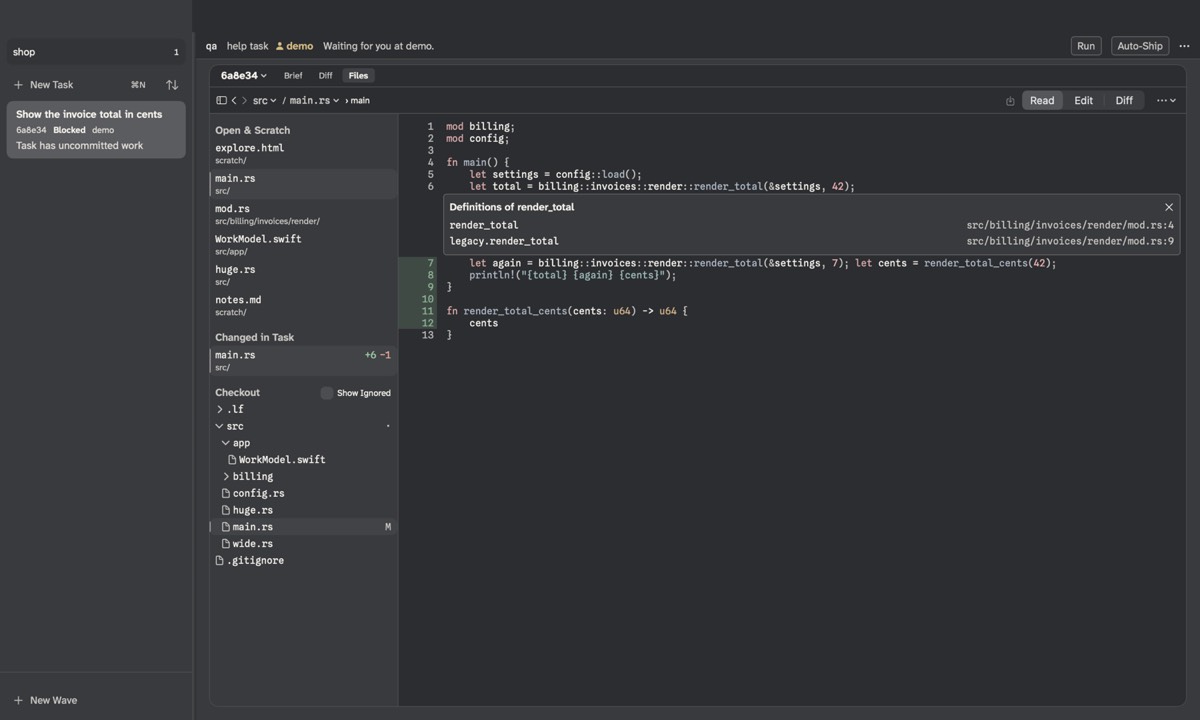 shop 1
+ New Task ⌘N
Show the invoice total in cents
6a8e34 Blocked demo
Task has uncommitted work
+ New Wave
qa help task demo Waiting for you at demo.
Run Auto-Ship ···
6a8e34 Brief Diff Files
src / main.rs › main
Read Edit Diff ···
Open & Scratch
explore.html
scratch/
main.rs
src/
mod.rs
src/billing/invoices/render/
WorkModel.swift
src/app/
huge.rs
src/
notes.md
scratch/
Changed in Task
main.rs +6 −1
src/
Checkout Show Ignored
.lf
src
app
WorkModel.swift
billing
config.rs
huge.rs
main.rs M
wide.rs
.gitignore
1 mod billing;
2 mod config;
3
4 fn main() {
5     let settings = config::load();
6     let total = billing::invoices::render::render_total(&settings, 42);
Definitions of render_total
render_total src/billing/invoices/render/mod.rs:4
legacy.render_total src/billing/invoices/render/mod.rs:9
7     let again = billing::invoices::render::render_total(&settings, 7); let cents = render_total_cents(42);
8     println!("{total} {again} {cents}");
9 }
10
11 fn render_total_cents(cents: u64) -> u64 {
12     cents
13 }